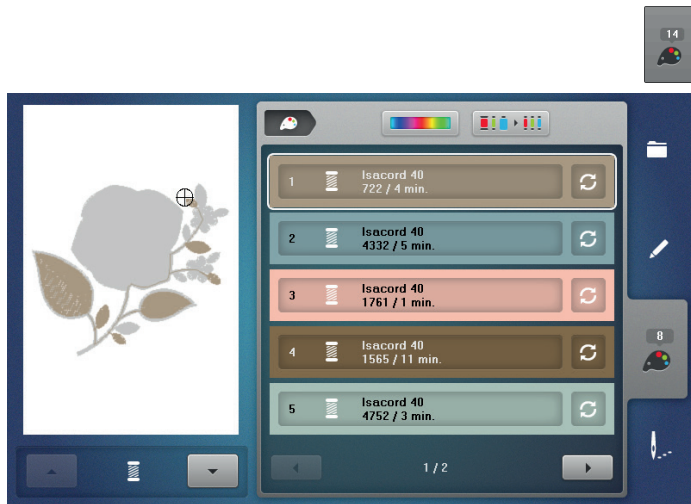 14
1
Isacord 40
722 / 4 min.
2
Isacord 40
4332 / 5 min.
3
Isacord 40
1761 / 1 min.
4
Isacord 40
1565 / 11 min.
5
Isacord 40
4752 / 3 min.
8
1 / 2